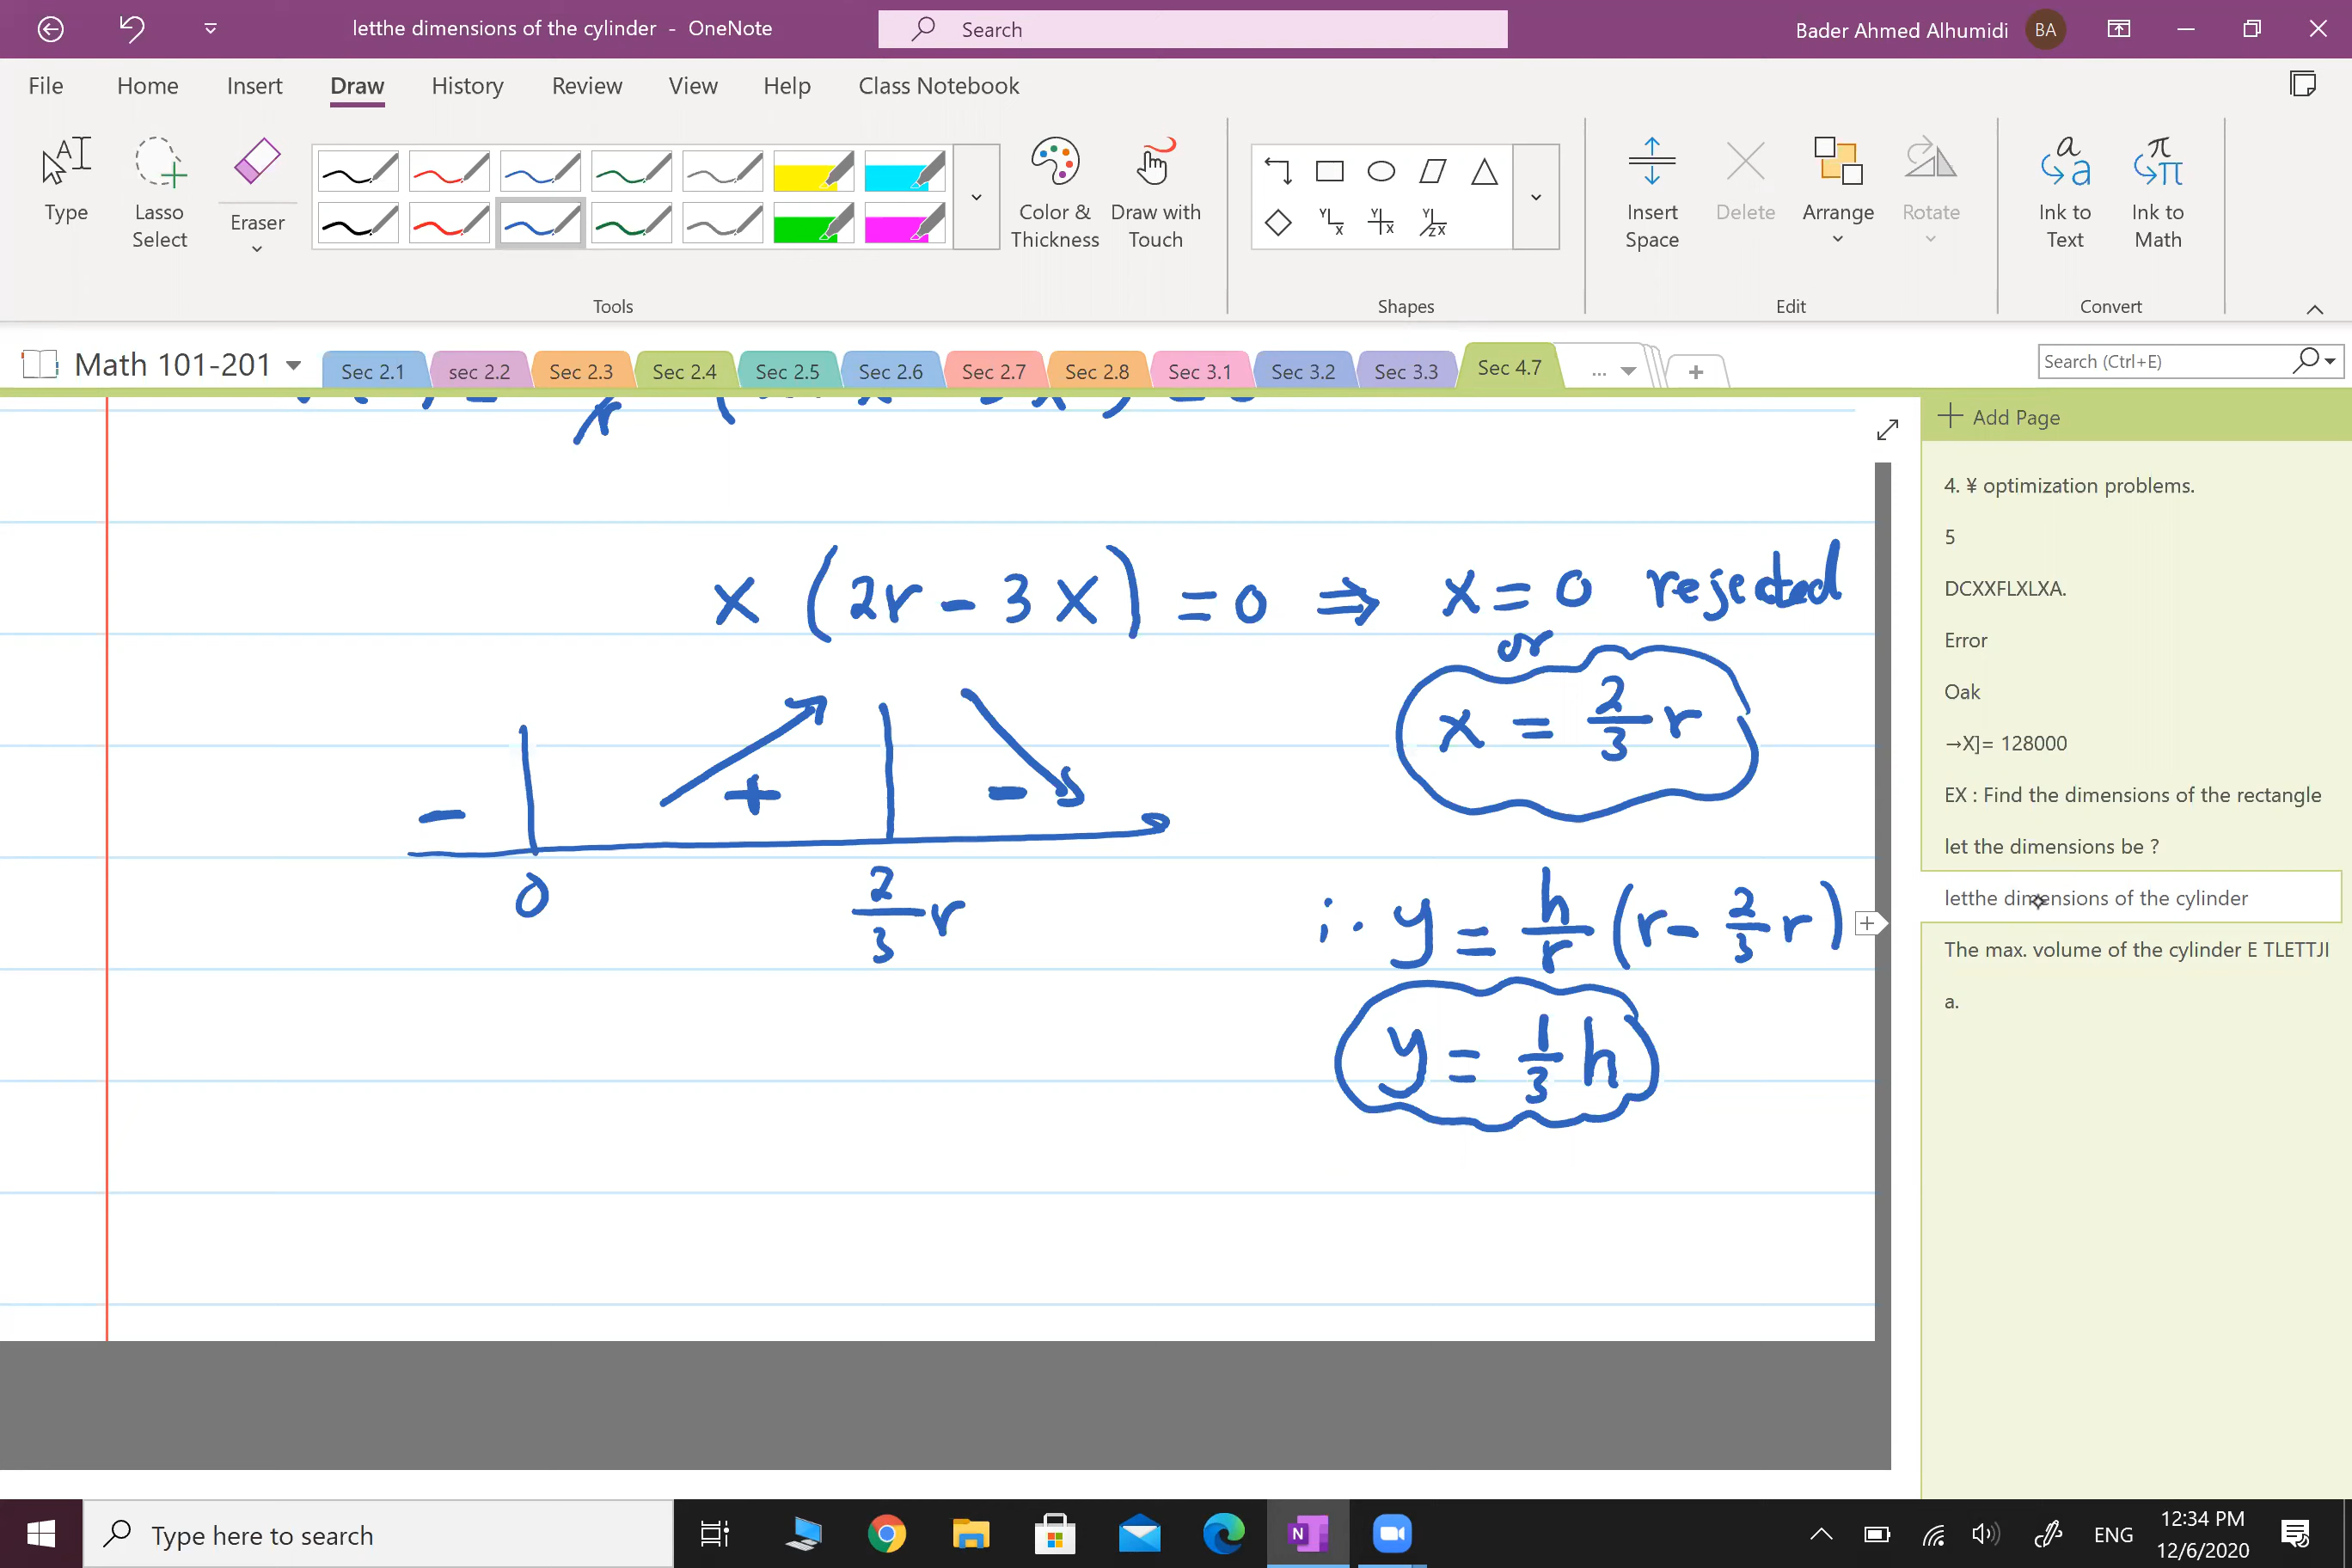 letthe dimensions of the cylinder - OneNote
Search
Bader Ahmed Alhumidi
BA
File Home Insert Draw History Review View Help Class Notebook
Type
Lasso Select
Eraser
Color & Thickness
Draw with Touch
Insert Space
Delete
Arrange
Rotate
Ink to Text
Ink to Math
Tools Shapes Edit Convert
Math 101-201
Sec 2.1 sec 2.2 Sec 2.3 Sec 2.4 Sec 2.5 Sec 2.6 Sec 2.7 Sec 2.8 Sec 3.1 Sec 3.2 Sec 3.3 Sec 4.7 ...
Search (Ctrl+E)
x (2r - 3x) = 0 ⇒ x = 0 rejected
or
x = 2/3 r
- + -
0 2/3 r
y = h/r (r - 2/3 r)
y = 1/3 h
Add Page
4. ¥ optimization problems.
5
DCXXFLXLXA.
Error
Oak
→X]= 128000
EX : Find the dimensions of the rectangle
let the dimensions be ?
letthe dimensions of the cylinder
The max. volume of the cylinder E TLETTJI
a.
Type here to search
ENG
12:34 PM
12/6/2020